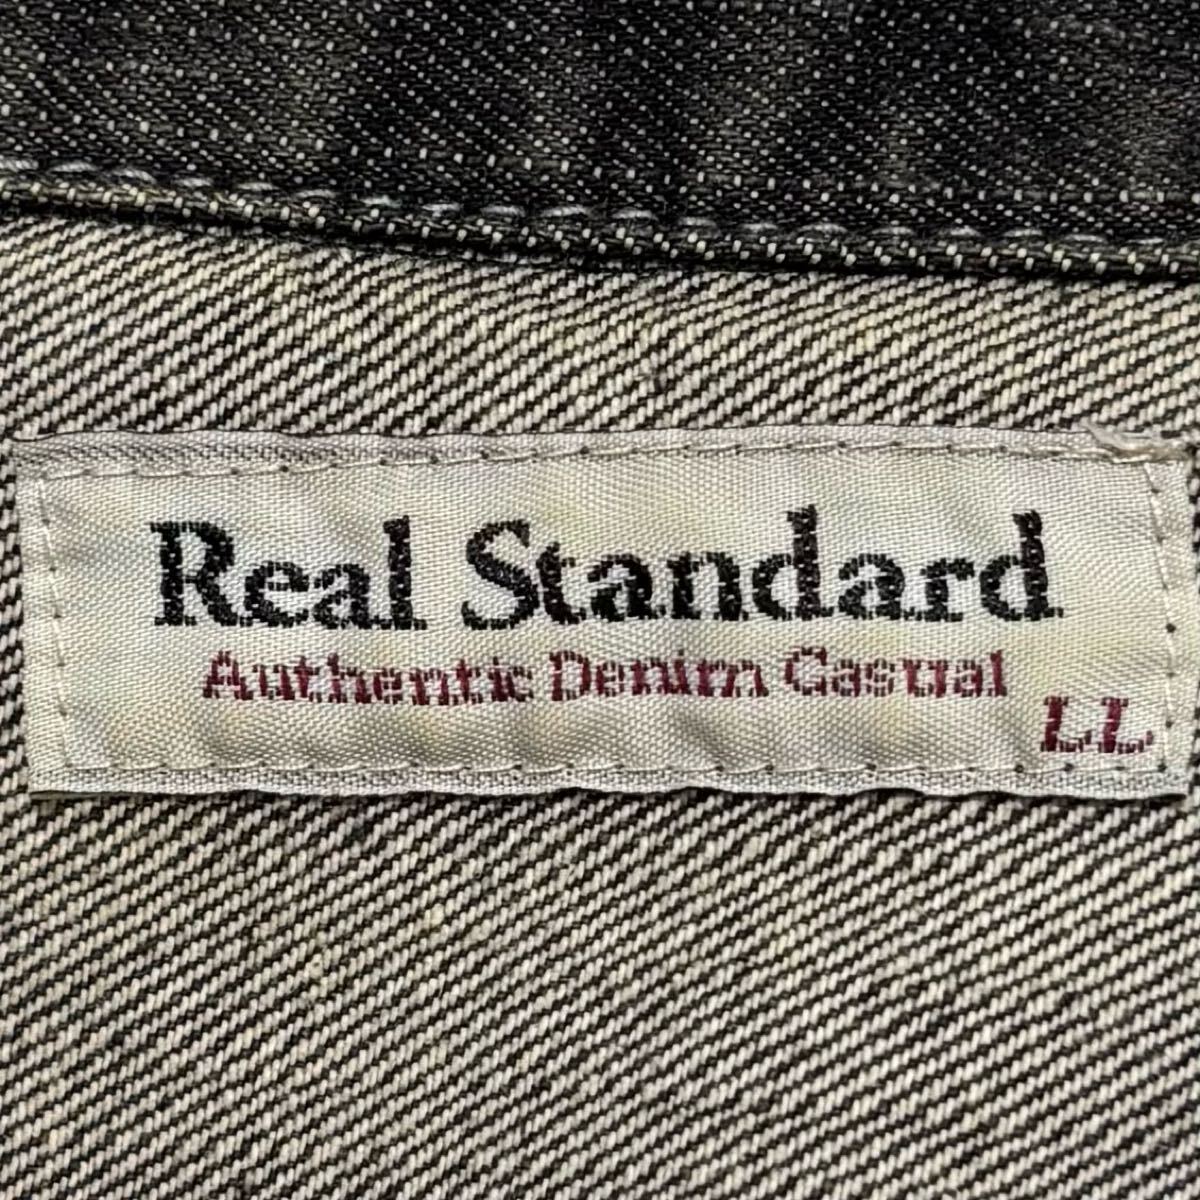 Real Standard
Authentic Denim Casual
LL